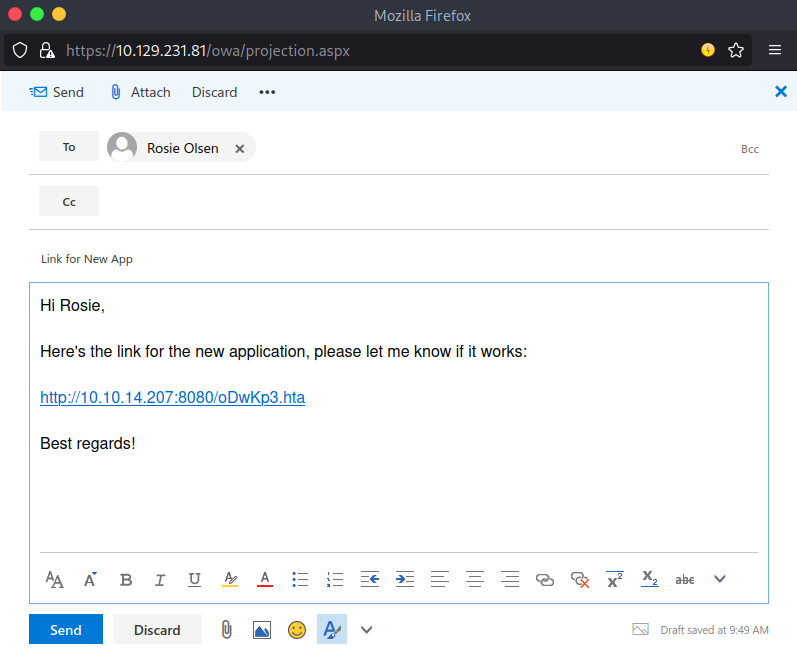 Mozilla Firefox
https://10.129.231.81/owa/projection.aspx
Send Attach Discard •••
To Rosie Olsen × Bcc
Cc
Link for New App
Hi Rosie,
Here's the link for the new application, please let me know if it works:
http://10.10.14.207:8080/oDwKp3.hta
Best regards!
AA A B I U A A x² x₂ abc
Send Discard Draft saved at 9:49 AM